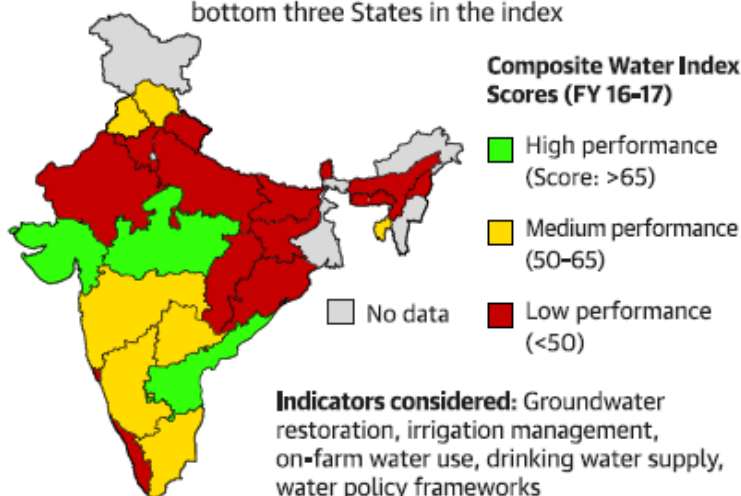 bottom three States in the index
Composite Water Index
Scores (FY 16-17)
High performance
(Score: >65)
Medium performance
(50-65)
No data
Low performance
(<50)
Indicators considered: Groundwater
restoration, irrigation management,
on-farm water use, drinking water supply,
water policy frameworks